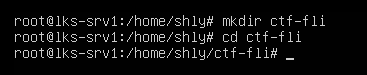 root@lks-srv1:/home/shly# mkdir ctf-fli
root@lks-srv1:/home/shly# cd ctf-fli
root@lks-srv1:/home/shly/ctf-fli# _